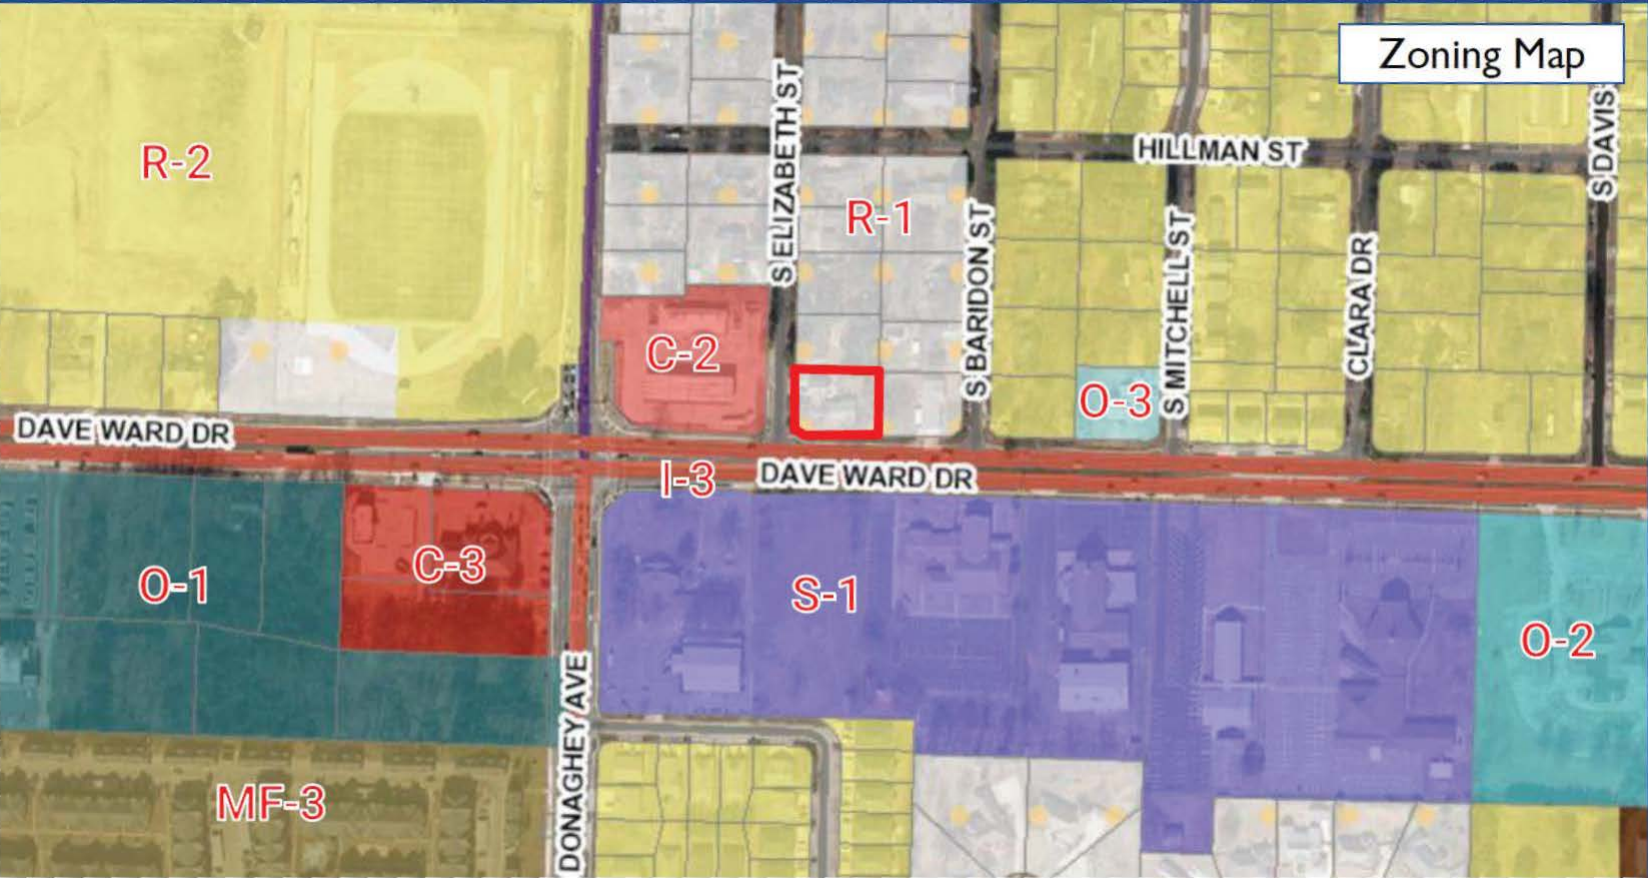 Zoning Map
S ELIZABETH ST
S DAVIS
HILLMAN ST
R-2
R-1
S BARIDON ST
S MITCHELL ST
CLARA DR
C-2
O-3
DAVE WARD DR
I-3
DAVE WARD DR
C-3
O-1
S-1
O-2
DONAGHEY AVE
MF-3